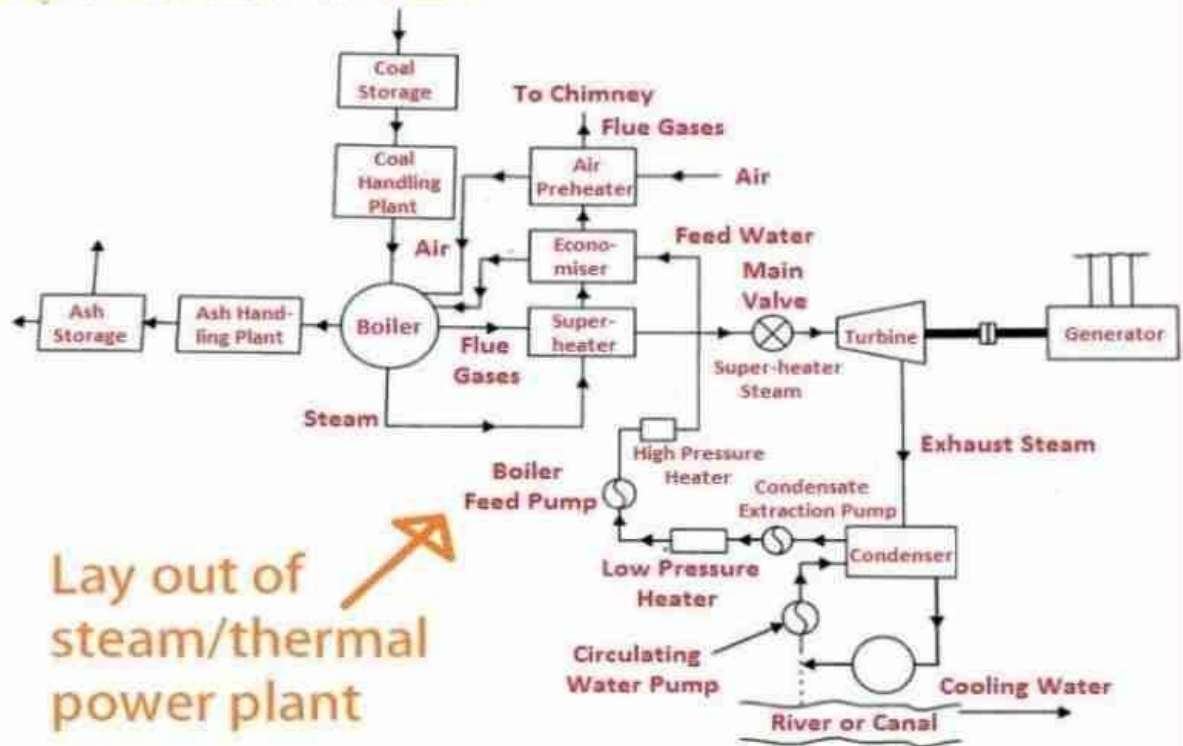 Coal
Storage
To Chimney
Flue Gases
Coal
Handling
Plant
Air
Preheater
Air
Air
Econo-
miser
Feed Water
Main
Valve
Ash
Storage
Ash Hand-
ling Plant
Boiler
Super-
heater
Turbine
Generator
Flue
Gases
Super-heater
Steam
Steam
High Pressure
Heater
Exhaust Steam
Boiler
Feed Pump
Condensate
Extraction Pump
Condenser
Low Pressure
Heater
Lay out of
steam/thermal
power plant
Circulating
Water Pump
Cooling Water
River or Canal